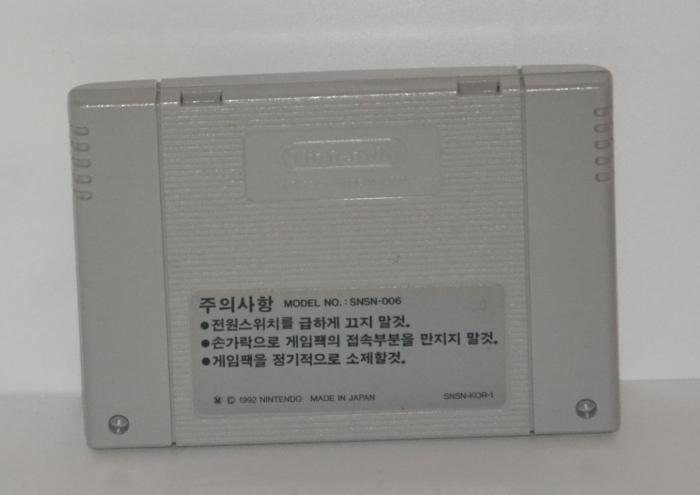 Nintendo
주의사항 MODEL NO.: SNSN-006
●전원스위치를 급하게 끄지 말것.
●손가락으로 게임팩의 접속부분을 만지지 말것.
●게임팩을 정기적으로 소제할것.
Ⓜ © 1992 NINTENDO MADE IN JAPAN SNSN-KOR-1